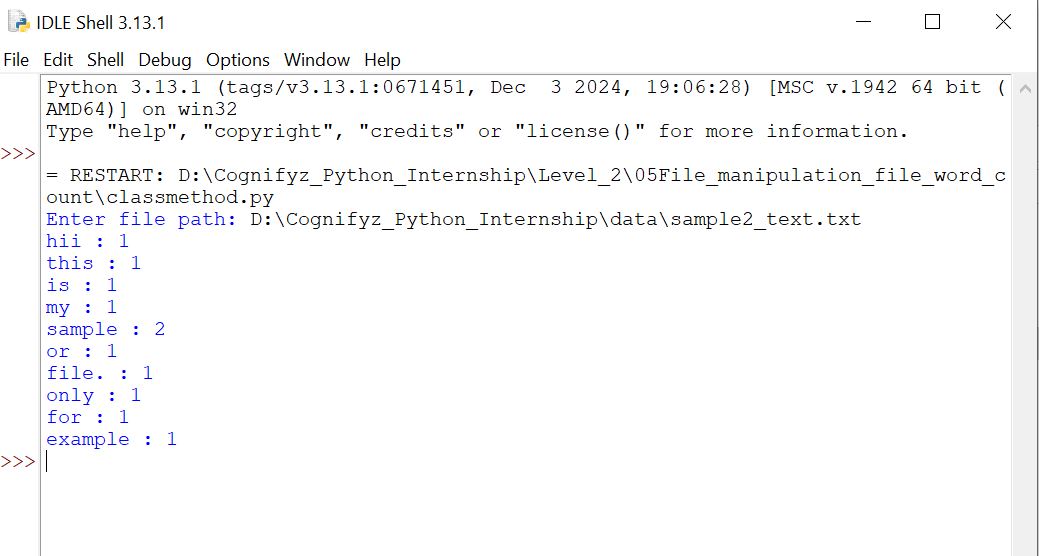 IDLE Shell 3.13.1
File Edit Shell Debug Options Window Help
Python 3.13.1 (tags/v3.13.1:0671451, Dec  3 2024, 19:06:28) [MSC v.1942 64 bit (
AMD64)] on win32
Type "help", "copyright", "credits" or "license()" for more information.
>>>
= RESTART: D:\Cognifyz_Python_Internship\Level_2\05File_manipulation_file_word_c
ount\classmethod.py
Enter file path: D:\Cognifyz_Python_Internship\data\sample2_text.txt
hii : 1
this : 1
is : 1
my : 1
sample : 2
or : 1
file. : 1
only : 1
for : 1
example : 1
>>>